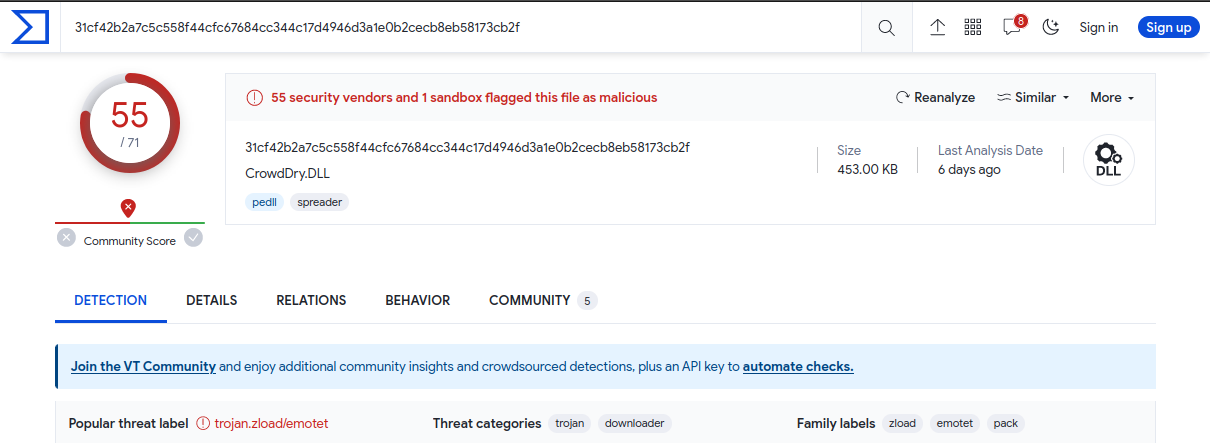 31cf42b2a7c5c558f44cfc67684cc344c17d4946d3a1e0b2cecb8eb58173cb2f
8
Sign in
Sign up
55
/ 71
Community Score
55 security vendors and 1 sandbox flagged this file as malicious
Reanalyze
Similar
More
31cf42b2a7c5c558f44cfc67684cc344c17d4946d3a1e0b2cecb8eb58173cb2f
CrowdDry.DLL
pedll
spreader
Size
453.00 KB
Last Analysis Date
6 days ago
DLL
DETECTION
DETAILS
RELATIONS
BEHAVIOR
COMMUNITY
5
Join the VT Community and enjoy additional community insights and crowdsourced detections, plus an API key to automate checks.
Popular threat label
trojan.zload/emotet
Threat categories
trojan
downloader
Family labels
zload
emotet
pack